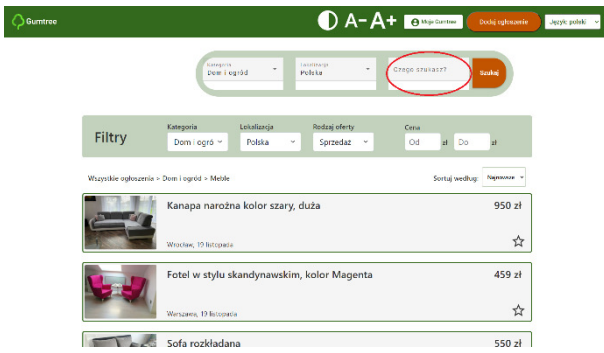 Gumtree
A- A+ Moje Gumtree Dodaj ogłoszenie Język: polski
Kategoria Lokalizacja
Dom i ogród Polska Czego szukasz? Szukaj
Filtry
Kategoria Lokalizacja Rodzaj oferty Cena
Dom i ogró Polska Sprzedaż Od zł Do zł
Wszystkie ogłoszenia > Dom i ogród > Meble Sortuj według: Najnowsze
Kanapa narożna kolor szary, duża 950 zł
Wrocław, 19 listopada
Fotel w stylu skandynawskim, kolor Magenta 459 zł
Warszawa, 19 listopada
Sofa rozkładana 550 zł